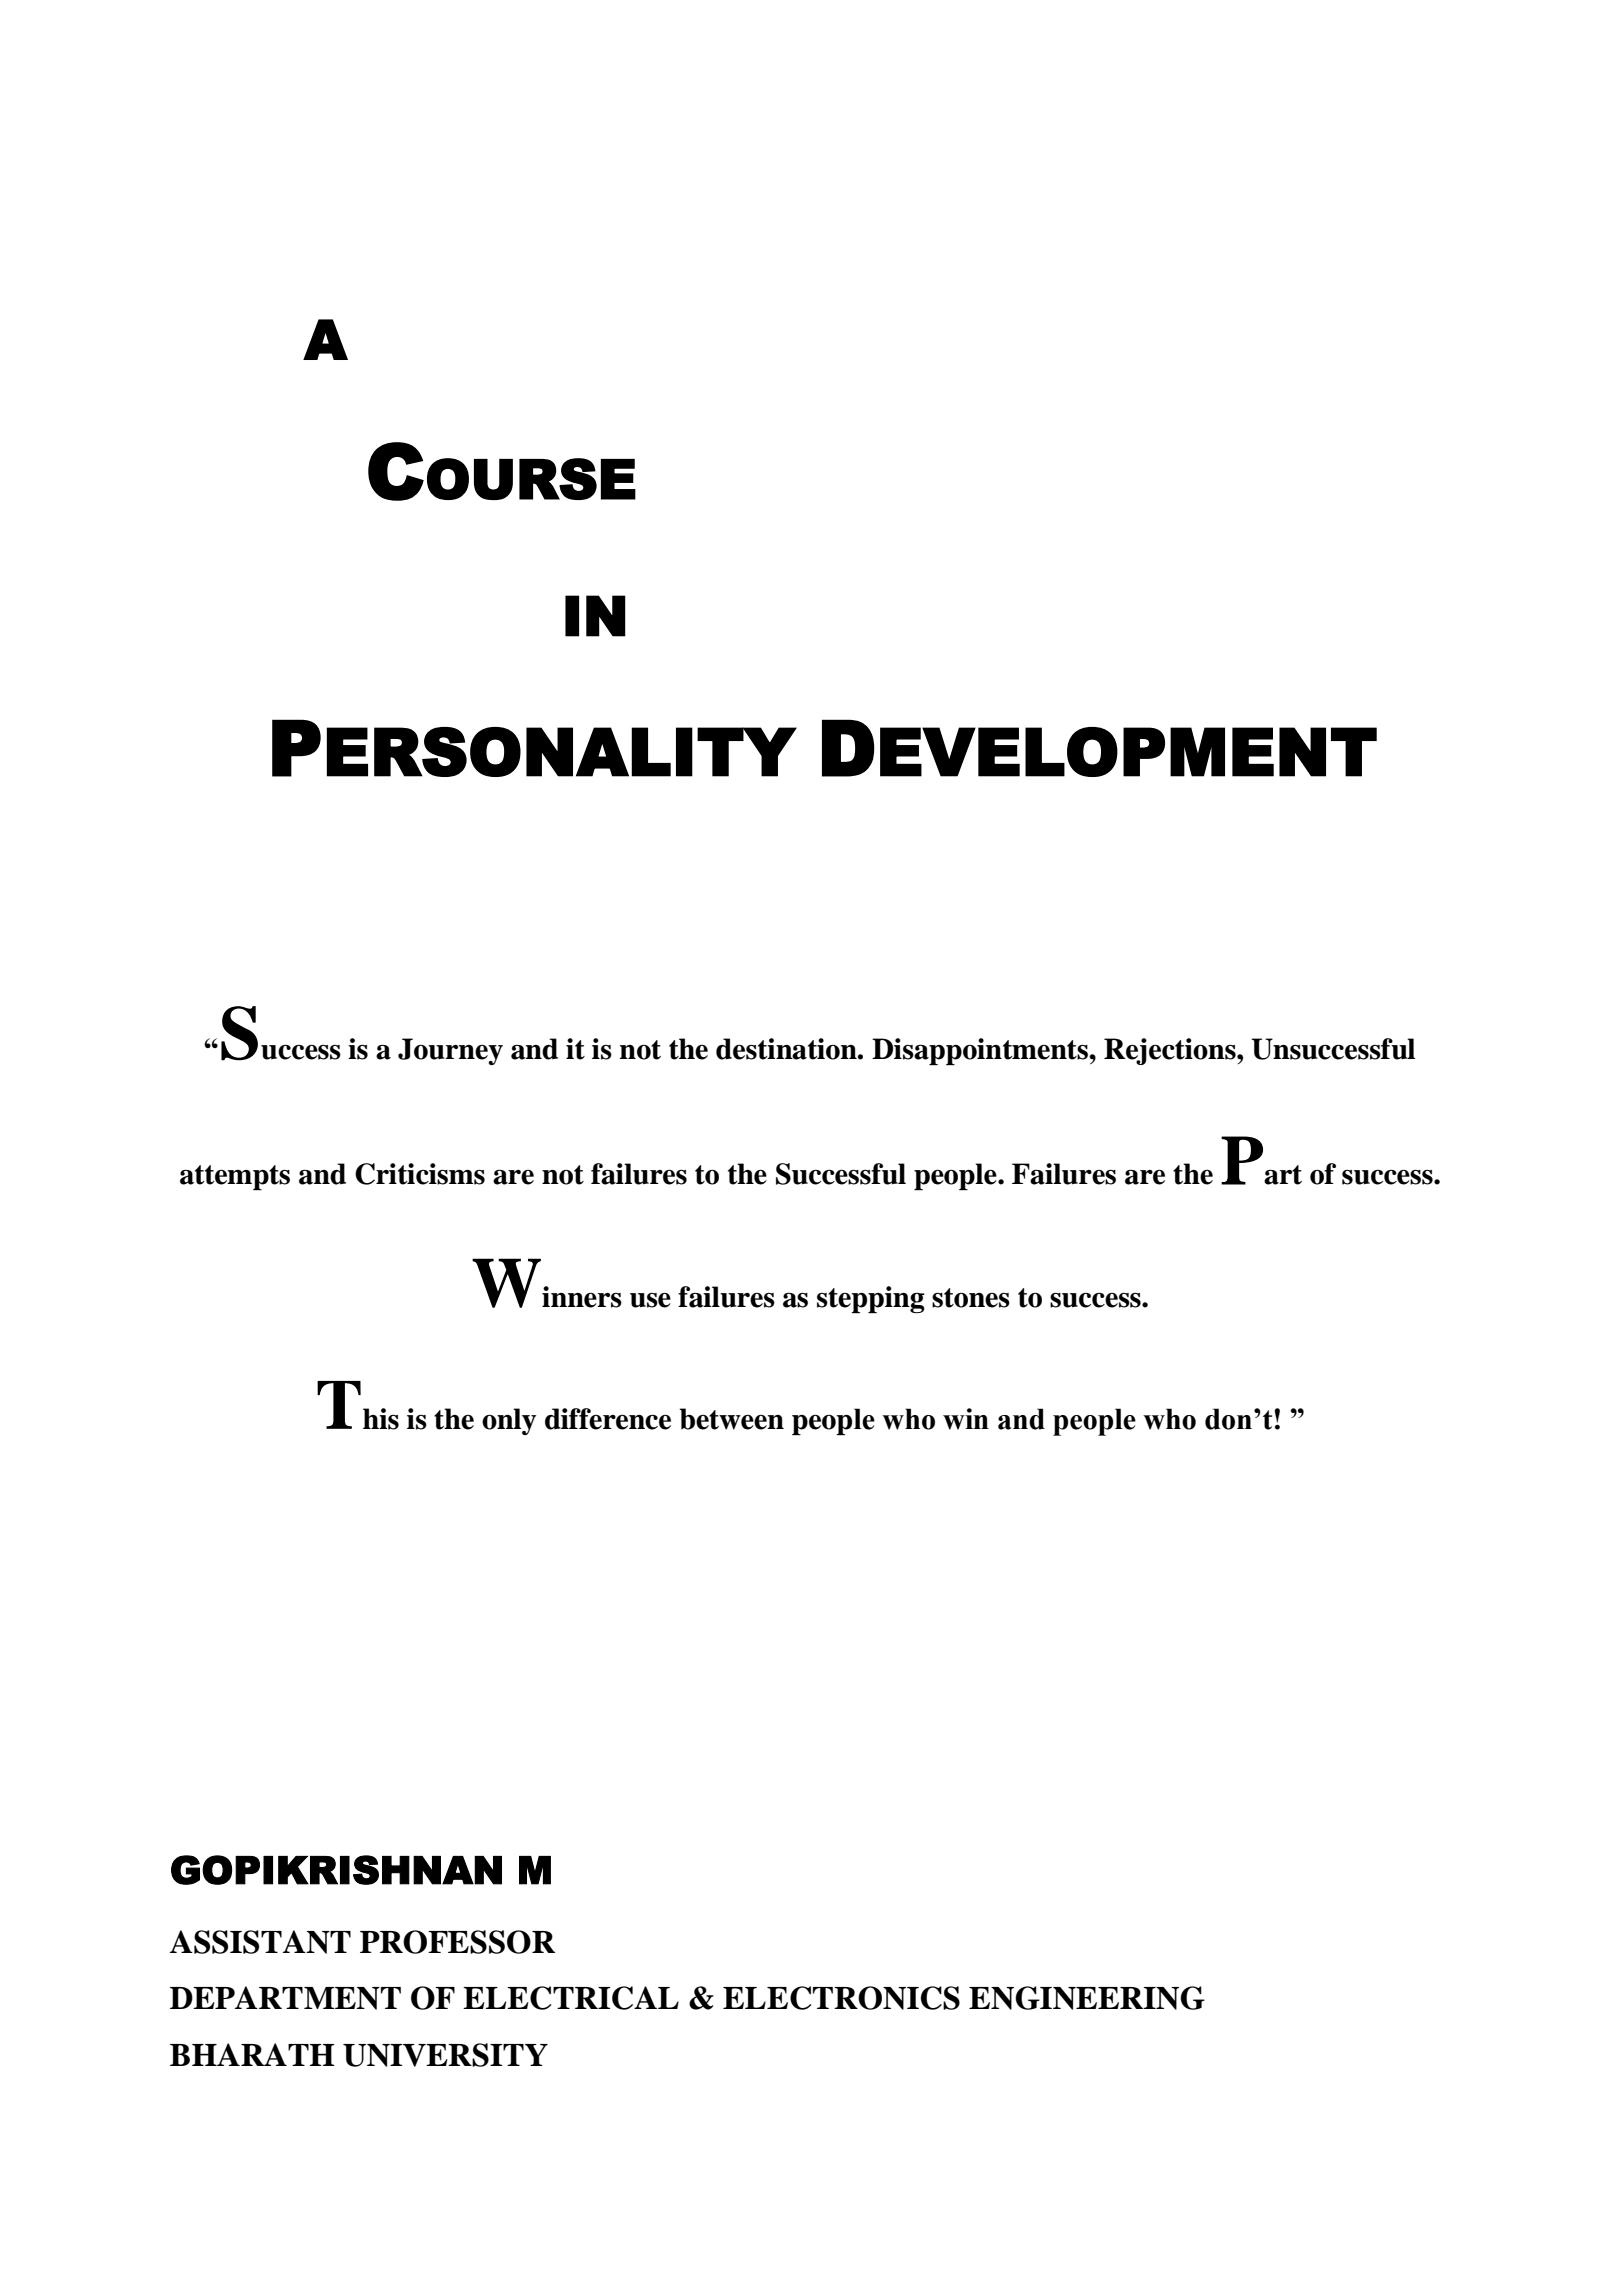 A
COURSE
IN
PERSONALITY DEVELOPMENT
“Success is a Journey and it is not the destination. Disappointments, Rejections, Unsuccessful
attempts and Criticisms are not failures to the Successful people. Failures are the Part of success.
Winners use failures as stepping stones to success.
This is the only difference between people who win and people who don’t! ”
GOPIKRISHNAN M
ASSISTANT PROFESSOR
DEPARTMENT OF ELECTRICAL & ELECTRONICS ENGINEERING
BHARATH UNIVERSITY